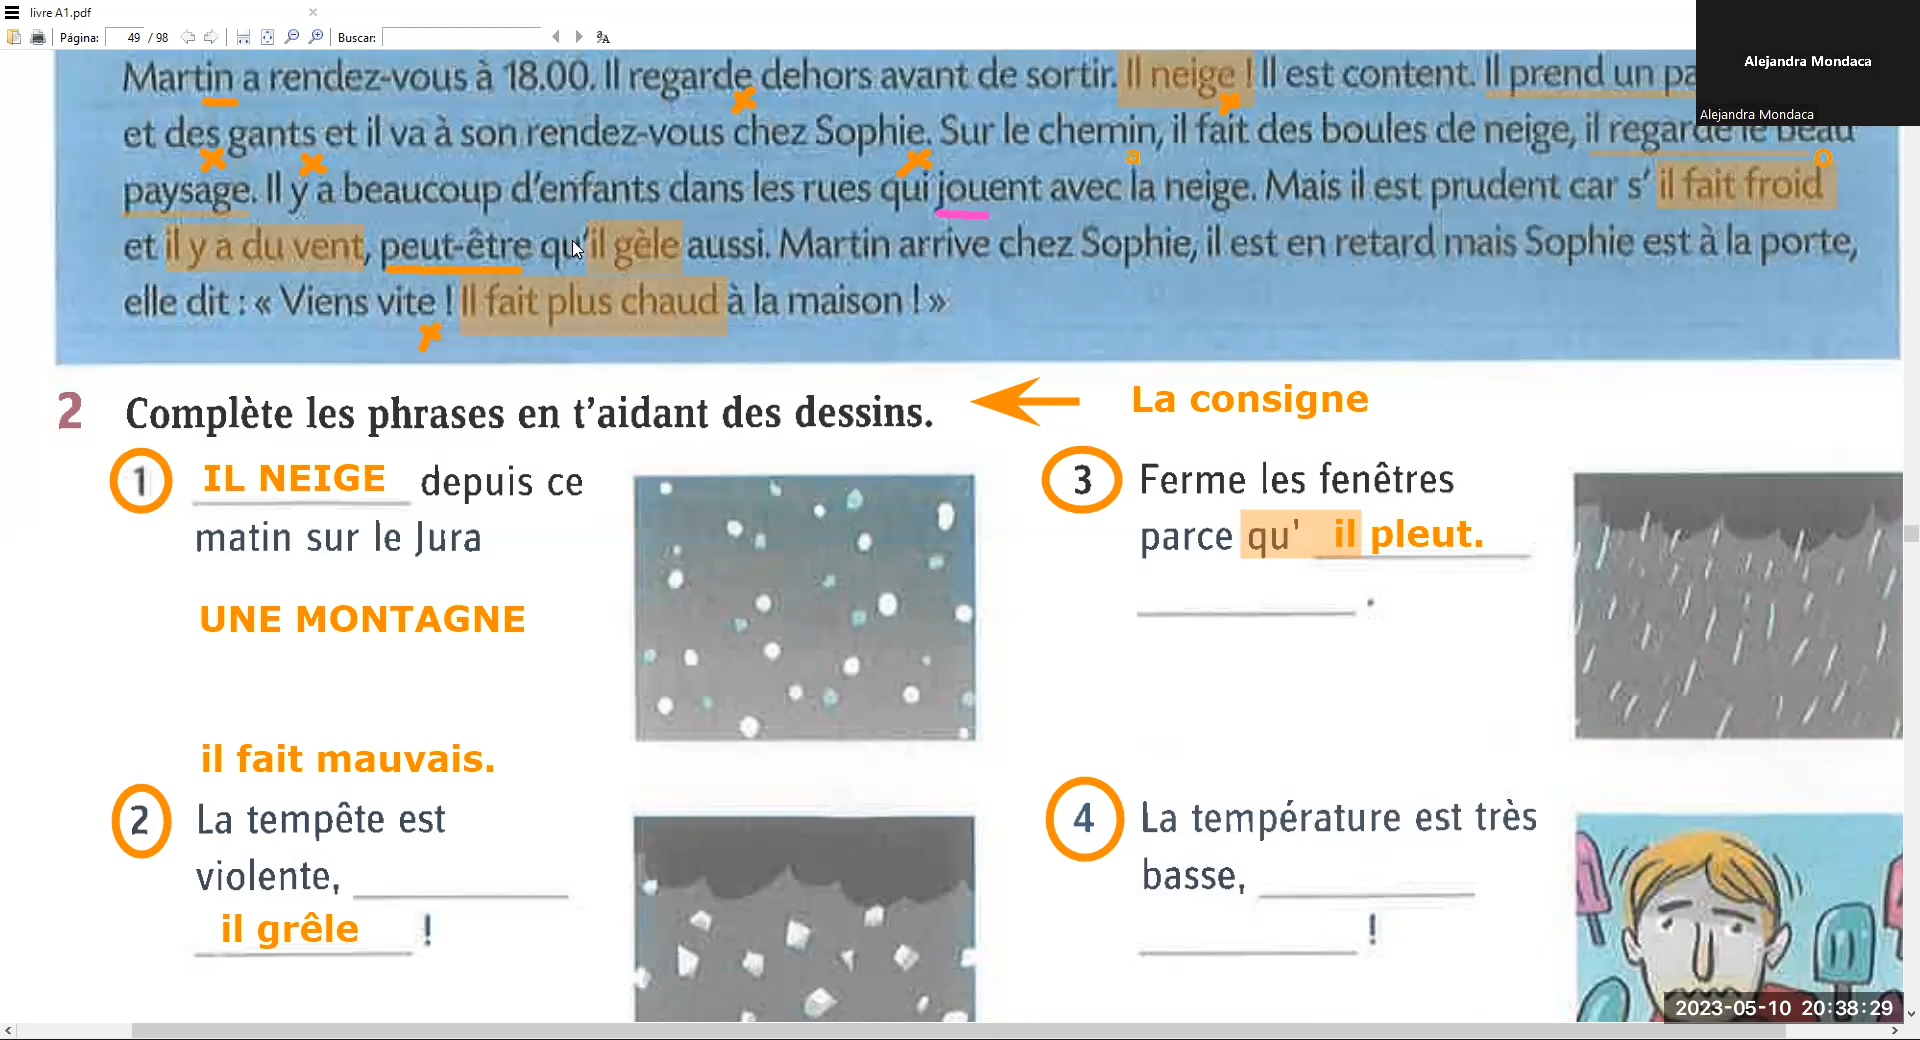 livre A1.pdf
Página: 49 / 98 Buscar:
Alejandra Mondaca
Alejandra Mondaca
Martin a rendez-vous à 18.00. Il regarde dehors avant de sortir. Il neige ! Il est content. Il prend un pa
et des gants et il va à son rendez-vous chez Sophie. Sur le chemin, il fait des boules de neige, il regarde le beau
a
o
paysage. Il y a beaucoup d'enfants dans les rues qui jouent avec la neige. Mais il est prudent car s' il fait froid
et il y a du vent, peut-être qu'il gèle aussi. Martin arrive chez Sophie, il est en retard mais Sophie est à la porte,
elle dit : « Viens vite ! Il fait plus chaud à la maison ! »
2 Complète les phrases en t'aidant des dessins.
La consigne
1 IL NEIGE depuis ce
matin sur le Jura
UNE MONTAGNE
il fait mauvais.
2 La tempête est
violente,
il grêle !
3 Ferme les fenêtres
parce qu' il pleut.
.
4 La température est très
basse,
!
2023-05-10 20:38:29